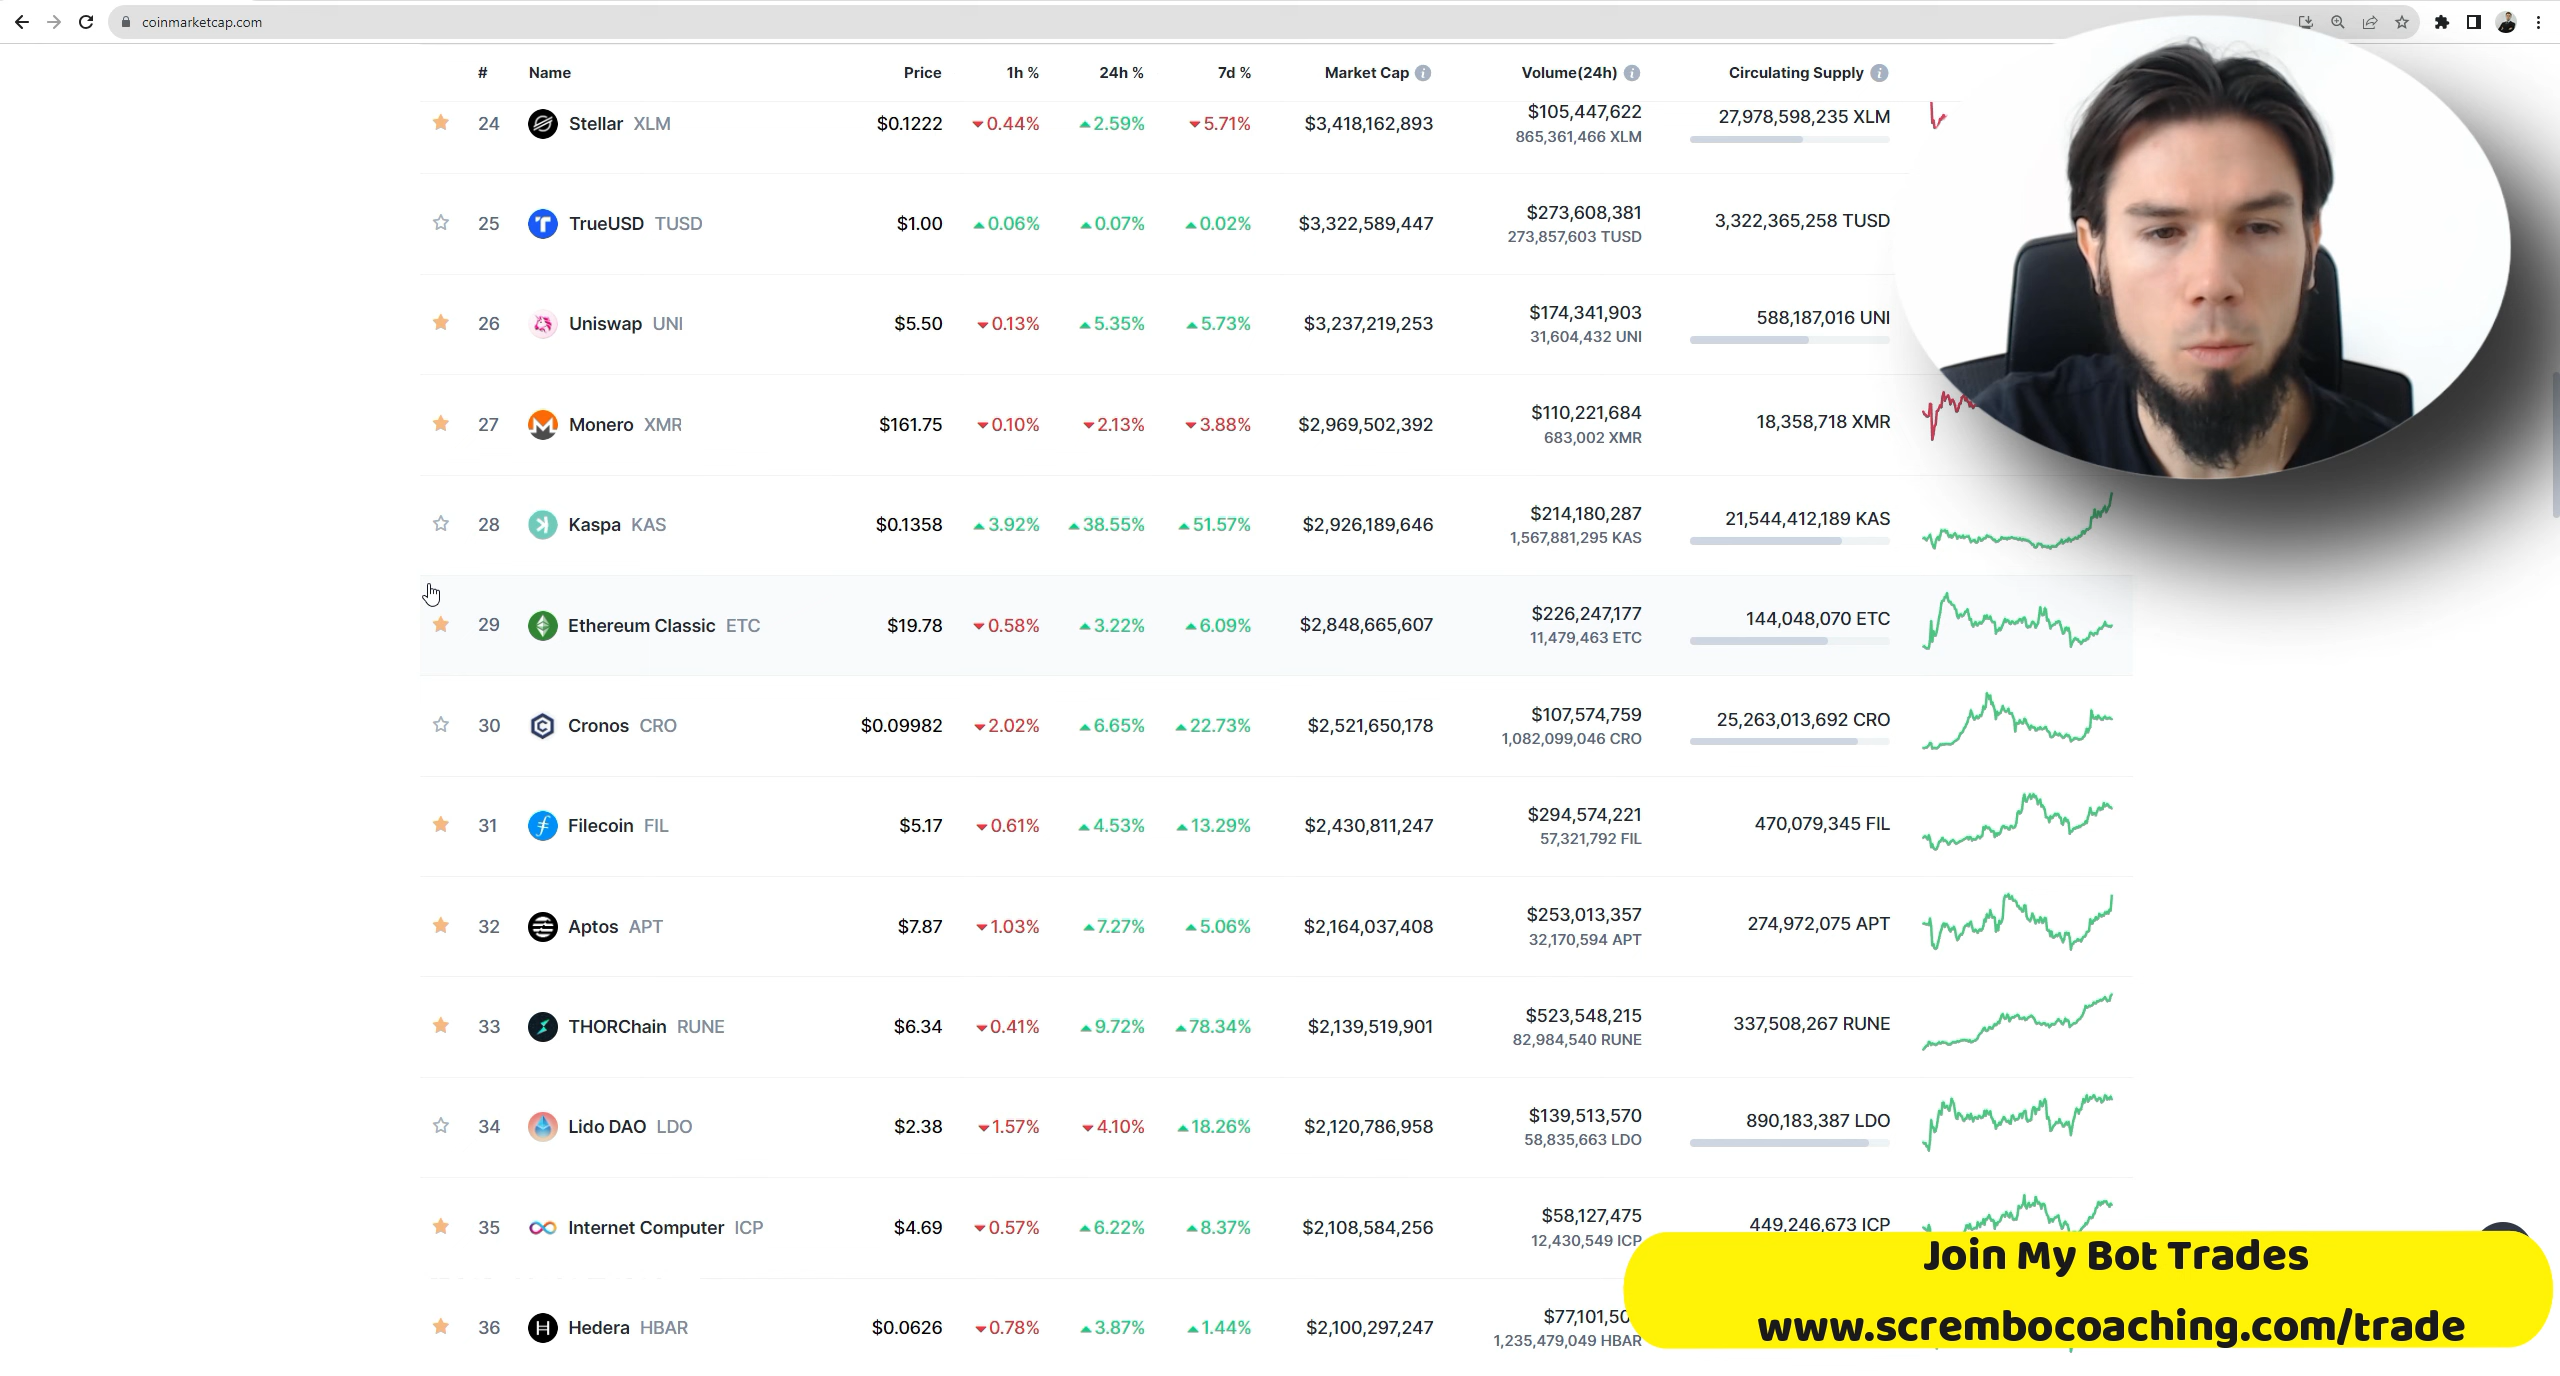 coinmarketcap.com
# Name Price 1h % 24h % 7d % Market Cap Volume(24h) Circulating Supply
24 Stellar XLM $0.1222 0.44% 2.59% 5.71% $3,418,162,893 $105,447,622 27,978,598,235 XLM
865,361,466 XLM
25 TrueUSD TUSD $1.00 0.06% 0.07% 0.02% $3,322,589,447 $273,608,381 3,322,365,258 TUSD
273,857,603 TUSD
26 Uniswap UNI $5.50 0.13% 5.35% 5.73% $3,237,219,253 $174,341,903 588,187,016 UNI
31,604,432 UNI
27 Monero XMR $161.75 0.10% 2.13% 3.88% $2,969,502,392 $110,221,684 18,358,718 XMR
683,002 XMR
28 Kaspa KAS $0.1358 3.92% 38.55% 51.57% $2,926,189,646 $214,180,287 21,544,412,189 KAS
1,567,881,295 KAS
29 Ethereum Classic ETC $19.78 0.58% 3.22% 6.09% $2,848,665,607 $226,247,177 144,048,070 ETC
11,479,463 ETC
30 Cronos CRO $0.09982 2.02% 6.65% 22.73% $2,521,650,178 $107,574,759 25,263,013,692 CRO
1,082,099,046 CRO
31 Filecoin FIL $5.17 0.61% 4.53% 13.29% $2,430,811,247 $294,574,221 470,079,345 FIL
57,321,792 FIL
32 Aptos APT $7.87 1.03% 7.27% 5.06% $2,164,037,408 $253,013,357 274,972,075 APT
32,170,594 APT
33 THORChain RUNE $6.34 0.41% 9.72% 78.34% $2,139,519,901 $523,548,215 337,508,267 RUNE
82,984,540 RUNE
34 Lido DAO LDO $2.38 1.57% 4.10% 18.26% $2,120,786,958 $139,513,570 890,183,387 LDO
58,835,663 LDO
35 Internet Computer ICP $4.69 0.57% 6.22% 8.37% $2,108,584,256 $58,127,475 449,246,673 ICP
12,430,549 ICP
36 Hedera HBAR $0.0626 0.78% 3.87% 1.44% $2,100,297,247
1,235,479,049 HBAR
Join My Bot Trades
www.scrembocoaching.com/trade